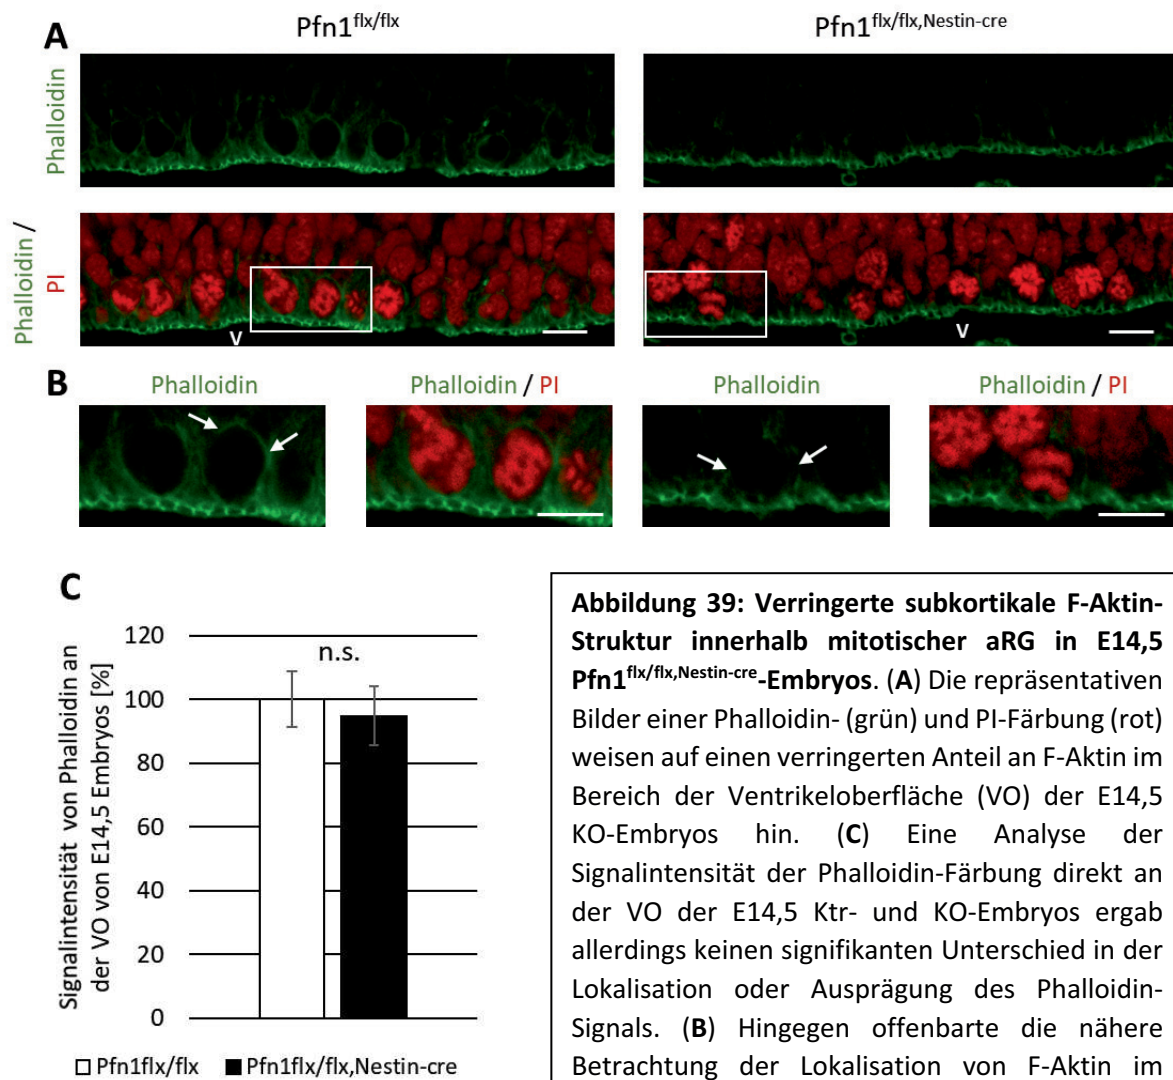 Pfn1flx/flx
Pfn1flx/flx,Nestin-cre
A
Phalloidin
Phalloidin /
PI
V
V
B
Phalloidin
Phalloidin / PI
Phalloidin
Phalloidin / PI
C
Signalintensität von Phalloidin an
der VO von E14,5 Embryos [%]
120
100
80
60
40
20
0
n.s.
Pfn1flx/flx
Pfn1flx/flx,Nestin-cre
Abbildung 39: Verringerte subkortikale F-Aktin-
Struktur innerhalb mitotischer aRG in E14,5
Pfn1flx/flx,Nestin-cre-Embryos. (A) Die repräsentativen
Bilder einer Phalloidin- (grün) und PI-Färbung (rot)
weisen auf einen verringerten Anteil an F-Aktin im
Bereich der Ventrikeloberfläche (VO) der E14,5
KO-Embryos hin. (C) Eine Analyse der
Signalintensität der Phalloidin-Färbung direkt an
der VO der E14,5 Ktr- und KO-Embryos ergab
allerdings keinen signifikanten Unterschied in der
Lokalisation oder Ausprägung des Phalloidin-
Signals. (B) Hingegen offenbarte die nähere
Betrachtung der Lokalisation von F-Aktin im